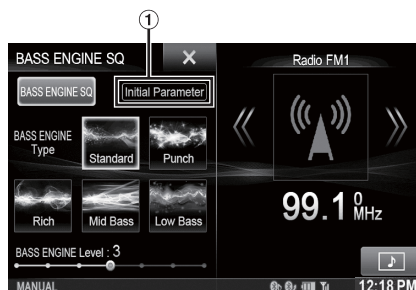 1
BASS ENGINE SQ
×
Radio FM1
BASS ENGINE SQ
Initial Parameter
BASS ENGINE
Type
Standard
Punch
Rich
Mid Bass
Low Bass
99.1 0 MHz
BASS ENGINE Level : 3
MANUAL
12:18 PM